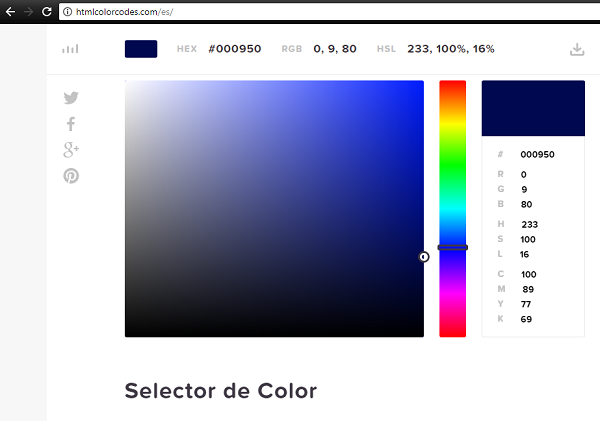 htmlcolorcodes.com/es/
HEX #000950 RGB 0, 9, 80 HSL 233, 100%, 16%
# 000950
R 0
G 9
B 80
H 233
S 100
L 16
C 100
M 89
Y 77
K 69
Selector de Color